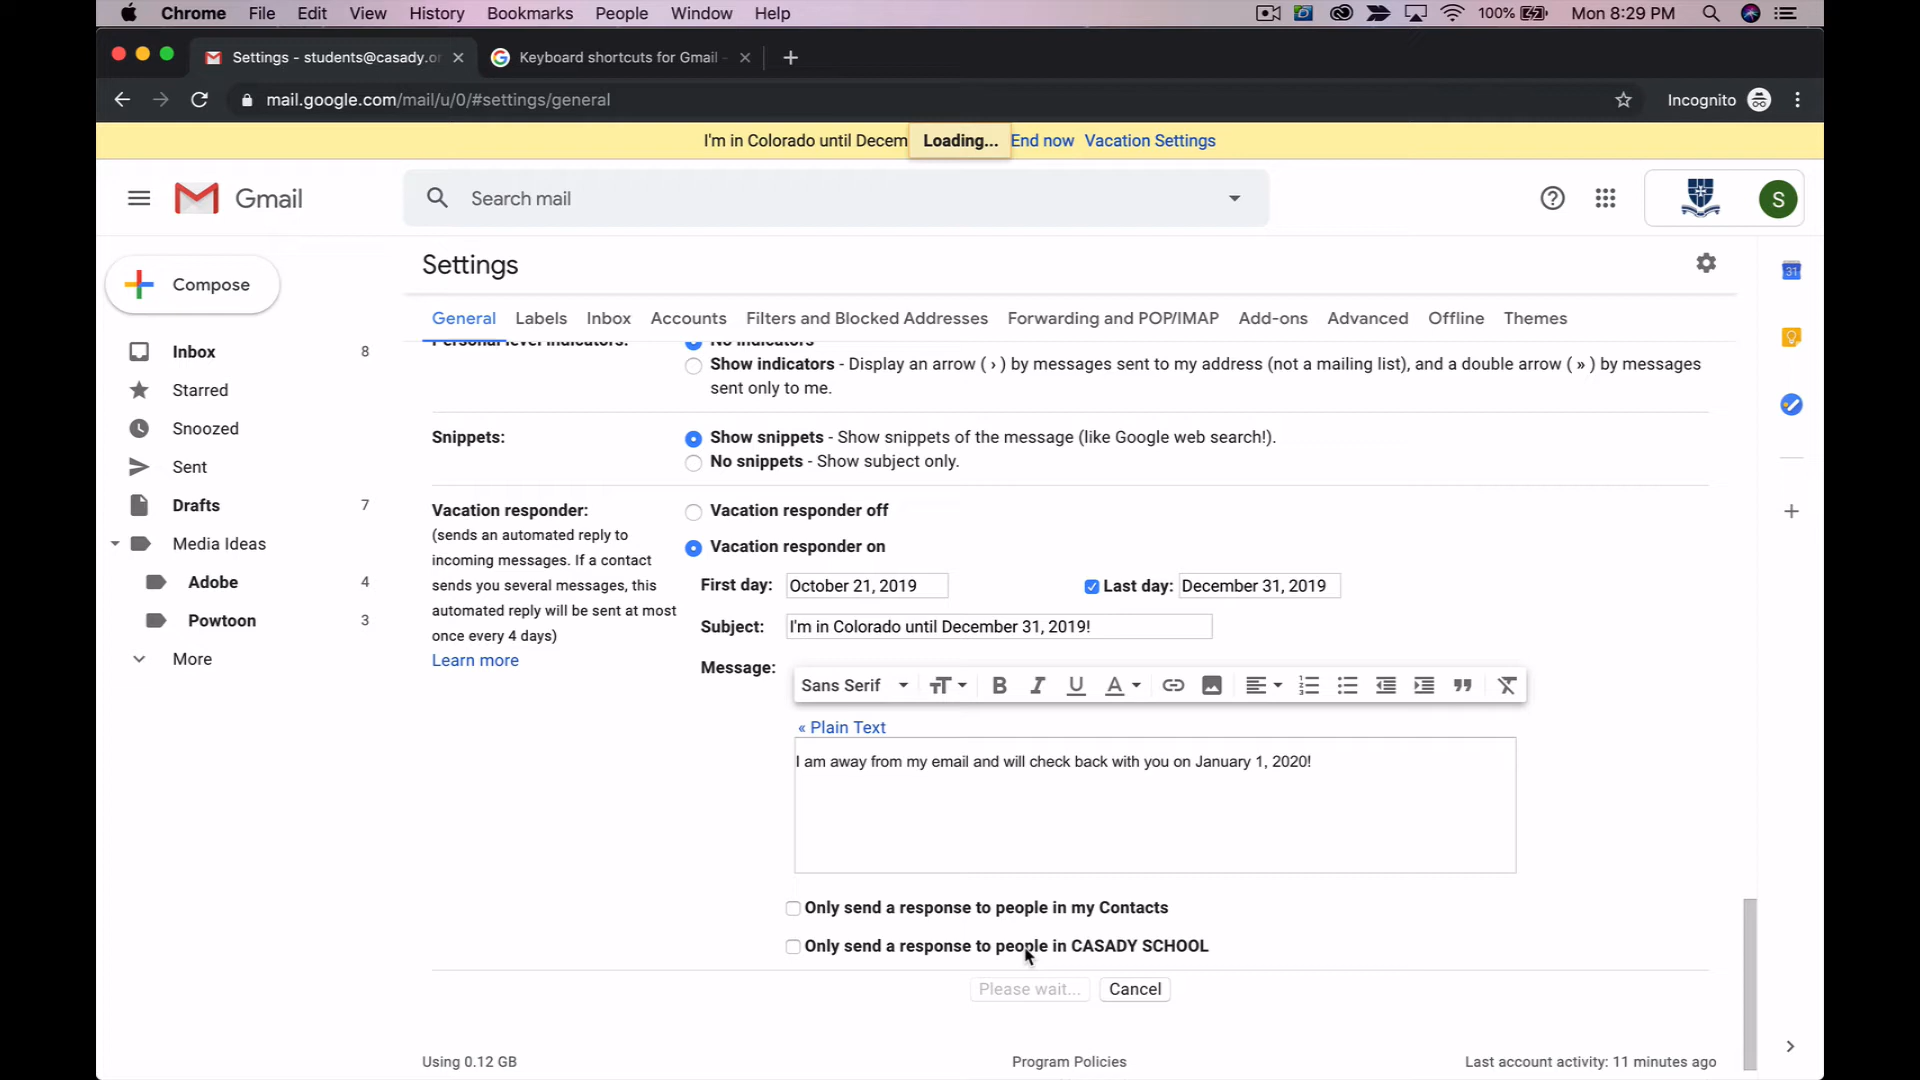 Chrome File Edit View History Bookmarks People Window Help 100% Mon 8:29 PM
Settings - students@casady.or Keyboard shortcuts for Gmail -
mail.google.com/mail/u/0/#settings/general Incognito
I'm in Colorado until Decem Loading... End now Vacation Settings
Gmail Search mail S
Compose
Settings
31
General Labels Inbox Accounts Filters and Blocked Addresses Forwarding and POP/IMAP Add-ons Advanced Offline Themes
Inbox 8
Starred
Snoozed
Sent
Drafts 7
Media Ideas
Adobe 4
Powtoon 3
More
Personal level indicators: No indicators
Show indicators - Display an arrow ( › ) by messages sent to my address (not a mailing list), and a double arrow ( » ) by messages
sent only to me.
Snippets: Show snippets - Show snippets of the message (like Google web search!).
No snippets - Show subject only.
Vacation responder:
(sends an automated reply to
incoming messages. If a contact
sends you several messages, this
automated reply will be sent at most
once every 4 days)
Learn more
Vacation responder off
Vacation responder on
First day: October 21, 2019 Last day: December 31, 2019
Subject: I'm in Colorado until December 31, 2019!
Message: Sans Serif
« Plain Text
I am away from my email and will check back with you on January 1, 2020!
Only send a response to people in my Contacts
Only send a response to people in CASADY SCHOOL
Please wait... Cancel
Using 0.12 GB Program Policies Last account activity: 11 minutes ago